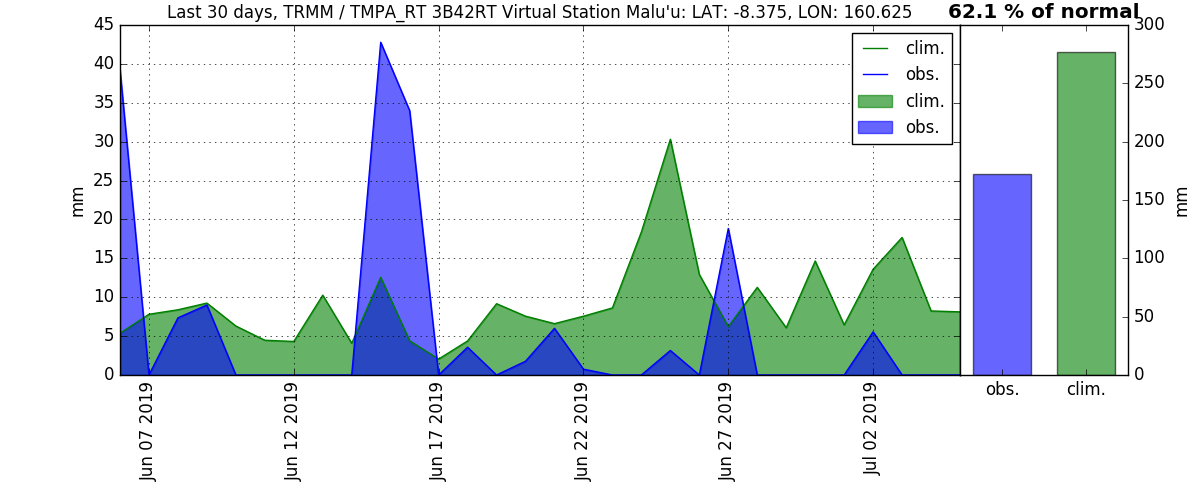 Last 30 days, TRMM / TMPA_RT 3B42RT Virtual Station Malu'u: LAT: -8.375, LON: 160.625
62.1 % of normal
45
40
35
30
25
20
15
10
5
0
mm
clim.
obs.
clim.
obs.
Jun 07 2019
Jun 12 2019
Jun 17 2019
Jun 22 2019
Jun 27 2019
Jul 02 2019
300
250
200
150
100
50
0
mm
obs.
clim.